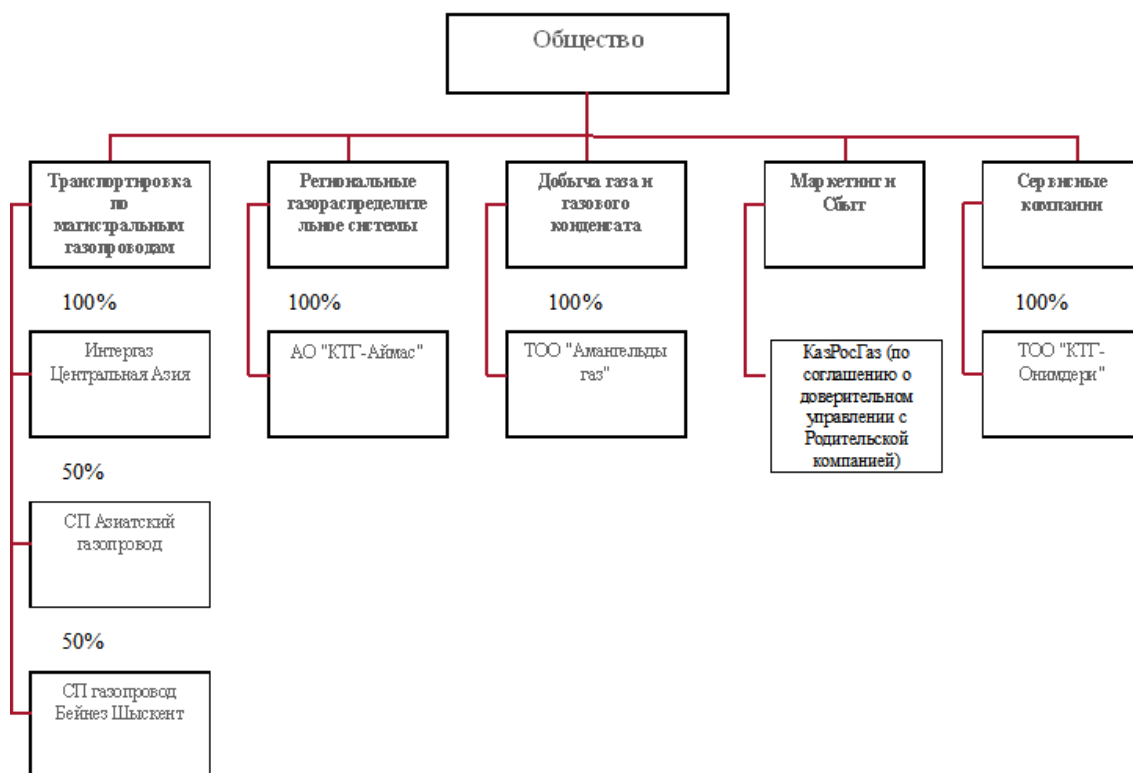 Общество
Транспортировка
по
магистральным
газопроводам
Региональные
газораспределите
льное системы
Добыча газа и
газового
конденсата
Маркетинг и
Сбыт
Сервисные
компании
100%
100%
100%
100%
Интергаз
Центральная Азия
АО "КТГ-Аймас"
ТОО "Амангельды
газ"
КазРосГаз (по
соглашению о
доверительном
управлении с
Родительской
компанией)
ТОО "КТГ-
Онимдери"
50%
СП Азиатский
газопровод
50%
СП газопровод
Бейнез Шыскент